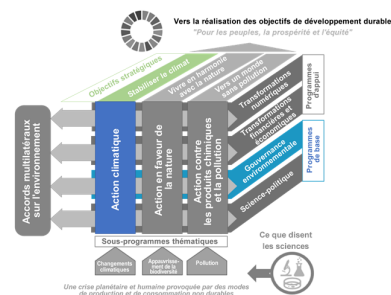 Vers la réalisation des objectifs de développement durable
"Pour les peuples, la prospérité et l'équité"
Objectifs stratégiques
Stabiliser le climat
Vivre en harmonie
avec la nature
Vers un monde
sans pollution
Accords multilatéraux
sur l'environnement
Action climatique
Action en faveur de
la nature
Action contre
les produits chimiques
et la pollution
Transformations
numériques
Transformations
financières et
économiques
Gouvernance
environnementale
Science-politique
Programmes
d'appui
Programmes
de base
Sous-programmes thématiques
Changements
climatiques
Appauvrisse-
ment de la
biodiversité
Pollution
Ce que disent
les sciences
Une crise planétaire et humaine provoquée par des modes
de production et de consommation non durables